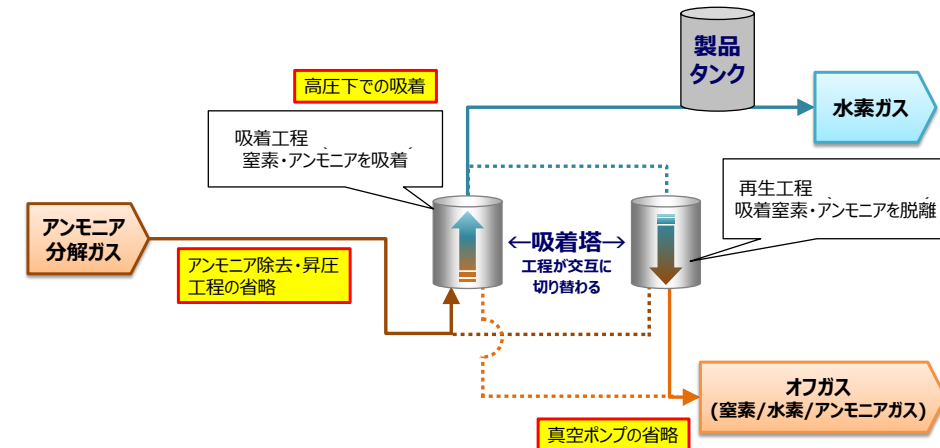 製品
タンク
高圧下での吸着
水素ガス
吸着工程
窒素・アンモニアを吸着
再生工程
吸着窒素・アンモニアを脱離
アンモニア
分解ガス
←吸着塔→
工程が交互に
切り替わる
アンモニア除去・昇圧
工程の省略
オフガス
(窒素/水素/アンモニアガス)
真空ポンプの省略